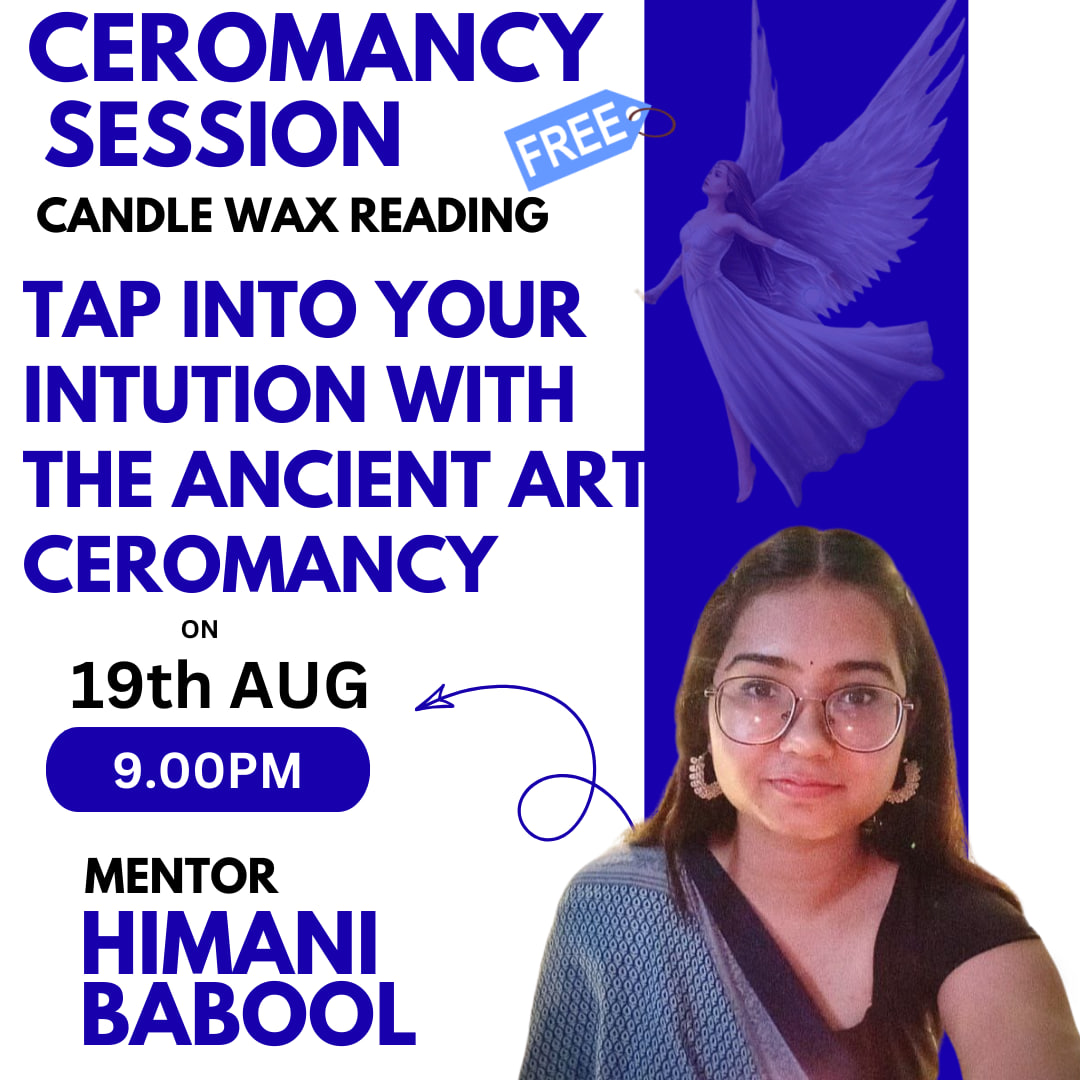 CEROMANCY
SESSION
FREE
CANDLE WAX READING
TAP INTO YOUR
INTUTION WITH
THE ANCIENT ART
CEROMANCY
ON
19th AUG
9.00PM
MENTOR
HIMANI
BABOOL